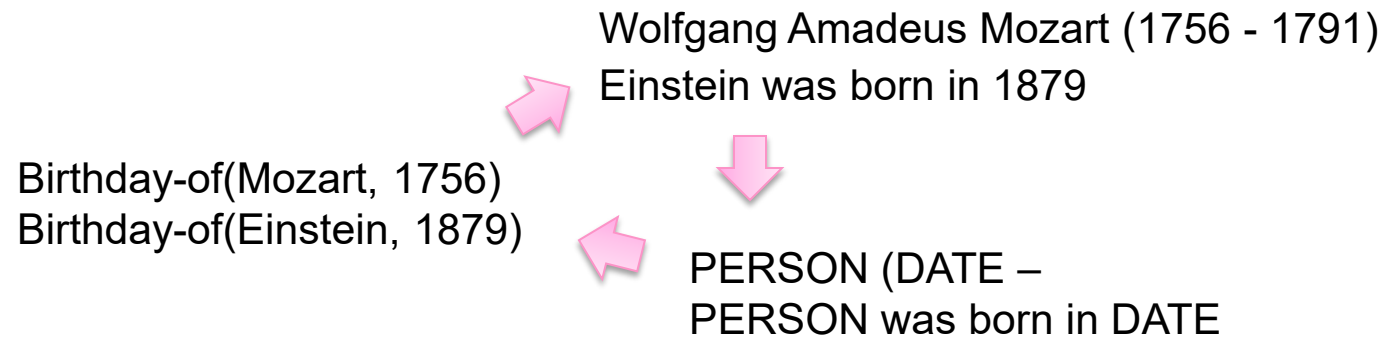 Wolfgang Amadeus Mozart (1756 - 1791)
Einstein was born in 1879
Birthday-of(Mozart, 1756)
Birthday-of(Einstein, 1879)
PERSON (DATE –
PERSON was born in DATE